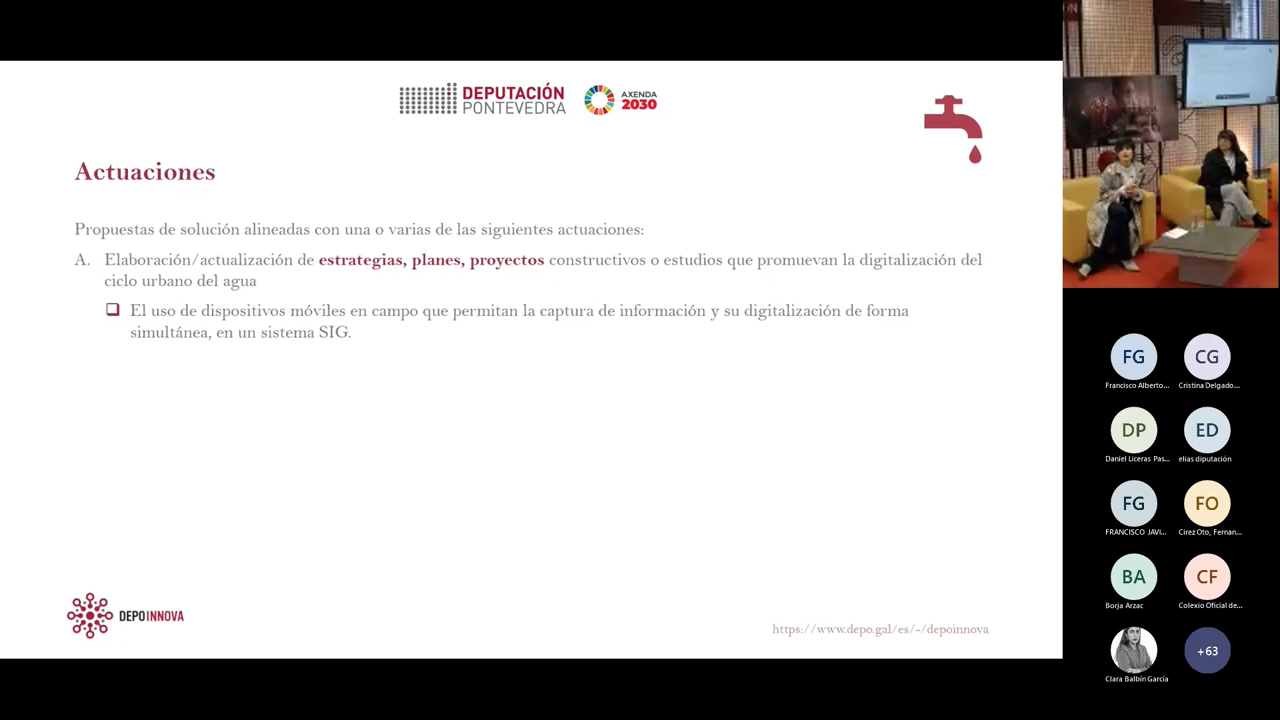 DEPUTACIÓN
PONTEVEDRA
AXENDA
2030
Actuaciones
Propuestas de solución alineadas con una o varias de las siguientes actuaciones:
A. Elaboración/actualización de estrategias, planes, proyectos constructivos o estudios que promuevan la digitalización del
ciclo urbano del agua
El uso de dispositivos móviles en campo que permitan la captura de información y su digitalización de forma
simultánea, en un sistema SIG.
DEPOINNOVA
https://www.depo.gal/es/-/depoinnova
FG
CG
Francisco Alberto...
Cristina Delgado...
DP
ED
Daniel Liceras Pas...
elias diputación
FG
FO
FRANCISCO JAVI...
Cirez Oto, Fernan...
BA
CF
Borja Arzac
Colexio Oficial de...
+63
Clara Balbín García